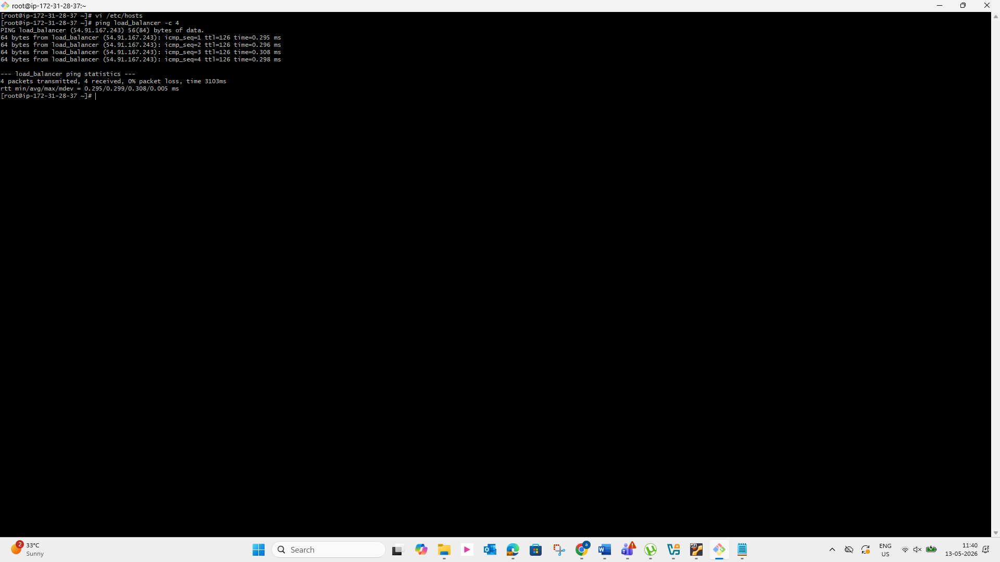 root@ip-172-31-28-37:~
[root@ip-172-31-28-37 ~]# vi /etc/hosts
[root@ip-172-31-28-37 ~]# ping load_balancer -c 4
PING load_balancer (54.91.167.243) 56(84) bytes of data.
64 bytes from load_balancer (54.91.167.243): icmp_seq=1 ttl=126 time=0.295 ms
64 bytes from load_balancer (54.91.167.243): icmp_seq=2 ttl=126 time=0.296 ms
64 bytes from load_balancer (54.91.167.243): icmp_seq=3 ttl=126 time=0.308 ms
64 bytes from load_balancer (54.91.167.243): icmp_seq=4 ttl=126 time=0.298 ms
--- load_balancer ping statistics ---
4 packets transmitted, 4 received, 0% packet loss, time 3103ms
rtt min/avg/max/mdev = 0.295/0.299/0.308/0.005 ms
[root@ip-172-31-28-37 ~]#
2
33°C
Sunny
Search
a
ENG
US
11:40
13-05-2026